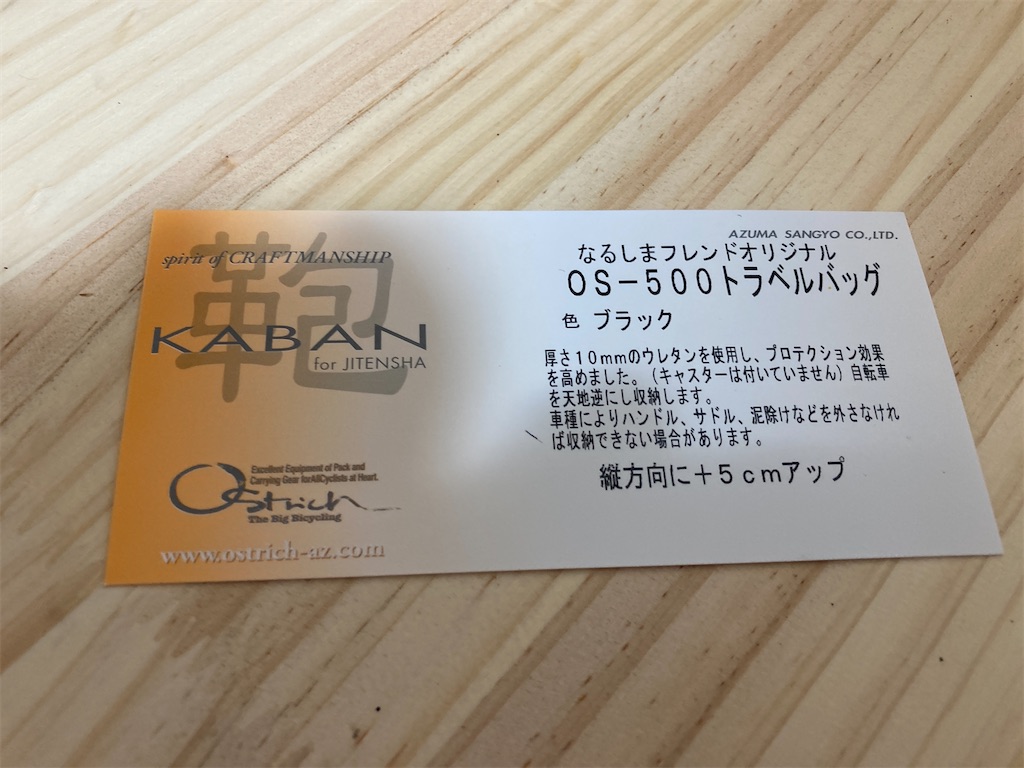 鞄
spirit of CRAFTMANSHIP
KABAN
for JITENSHA
Excellent Equipment of Pack and
Carrying Gear forAllCyclists at Heart.
OStrich
The Big Bicycling
www.ostrich-az.com
AZUMA SANGYO CO.,LTD.
なるしまフレンドオリジナル
OS－500トラベルバッグ
色 ブラック
厚さ10mmのウレタンを使用し、プロテクション効果
を高めました。（キャスターは付いていません）自転車
を天地逆にし収納します。
車種によりハンドル、サドル、泥除けなどを外さなけれ
ば収納できない場合があります。
縦方向に＋5cmアップ